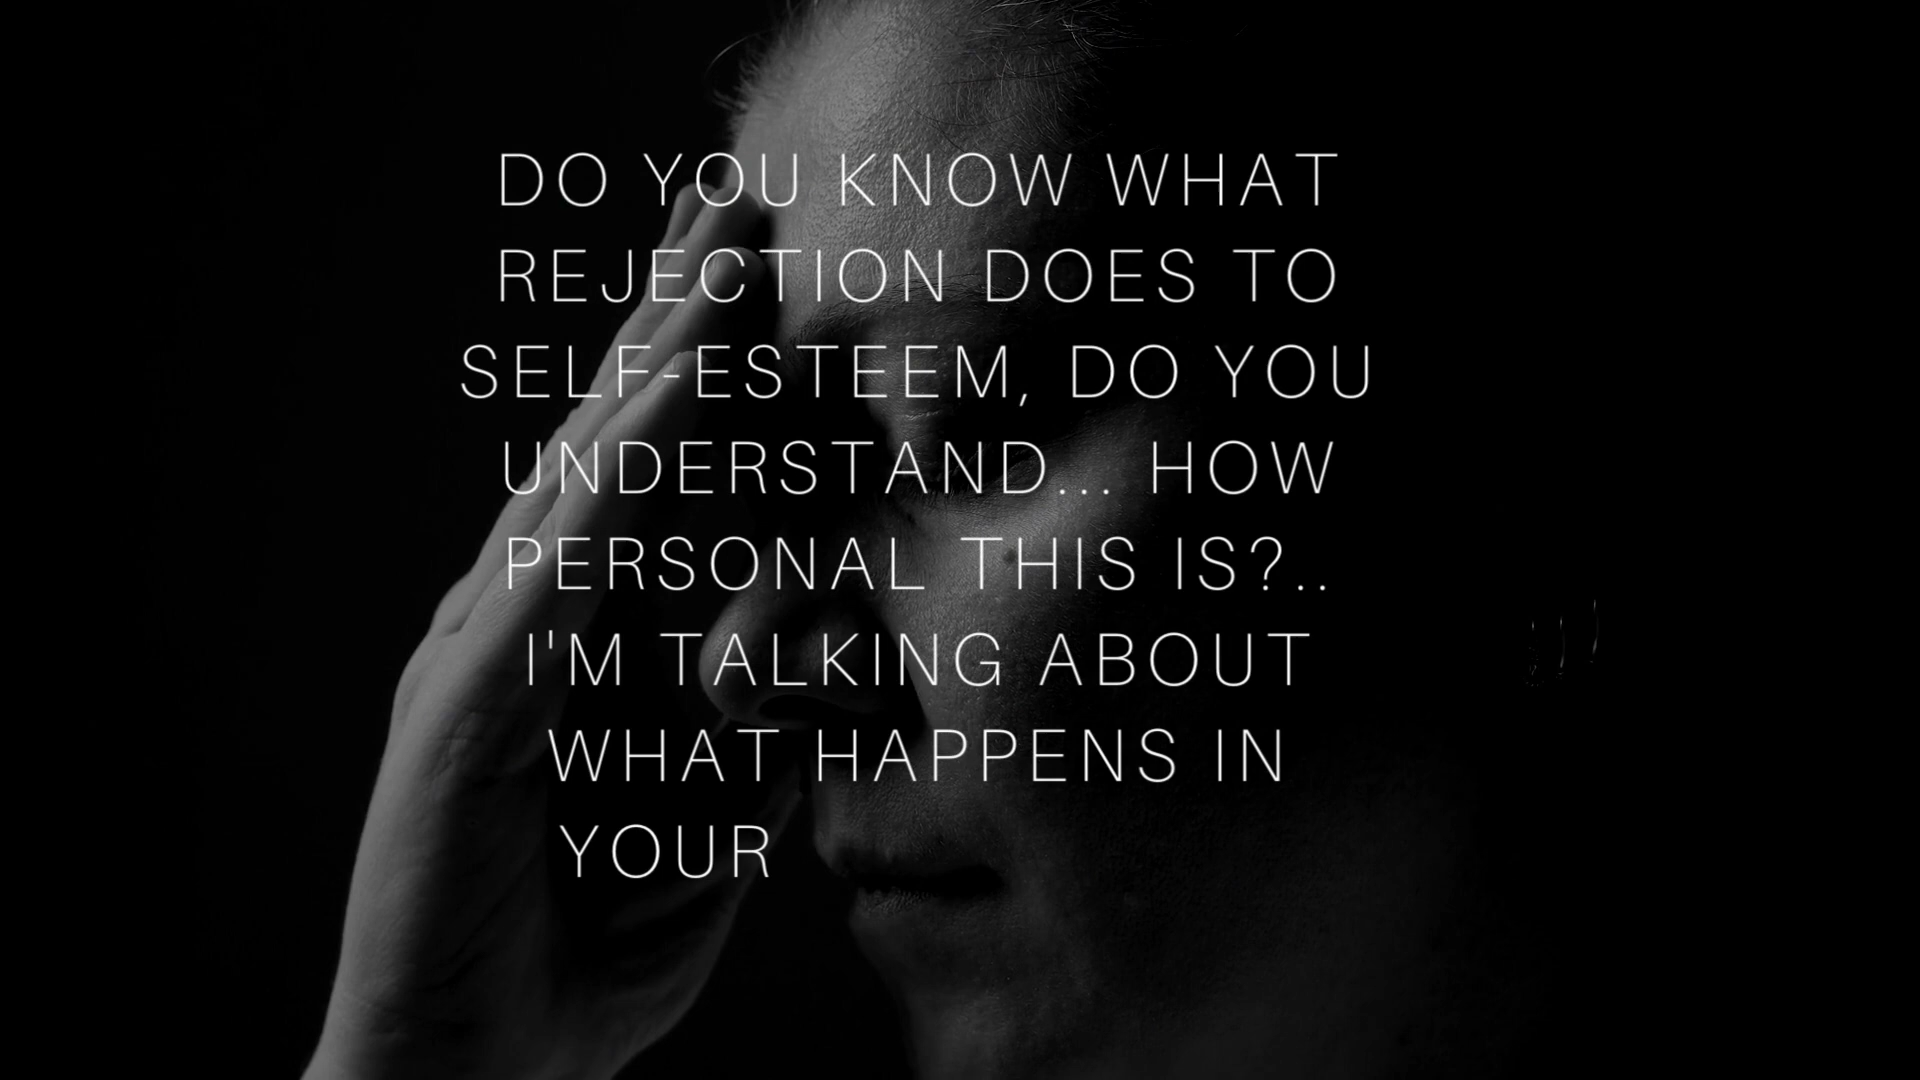 DO YOU KNOW WHAT
REJECTION DOES TO
SELF-ESTEEM, DO YOU
UNDERSTAND... HOW
PERSONAL THIS IS?..
I'M TALKING ABOUT
WHAT HAPPENS IN
YOUR